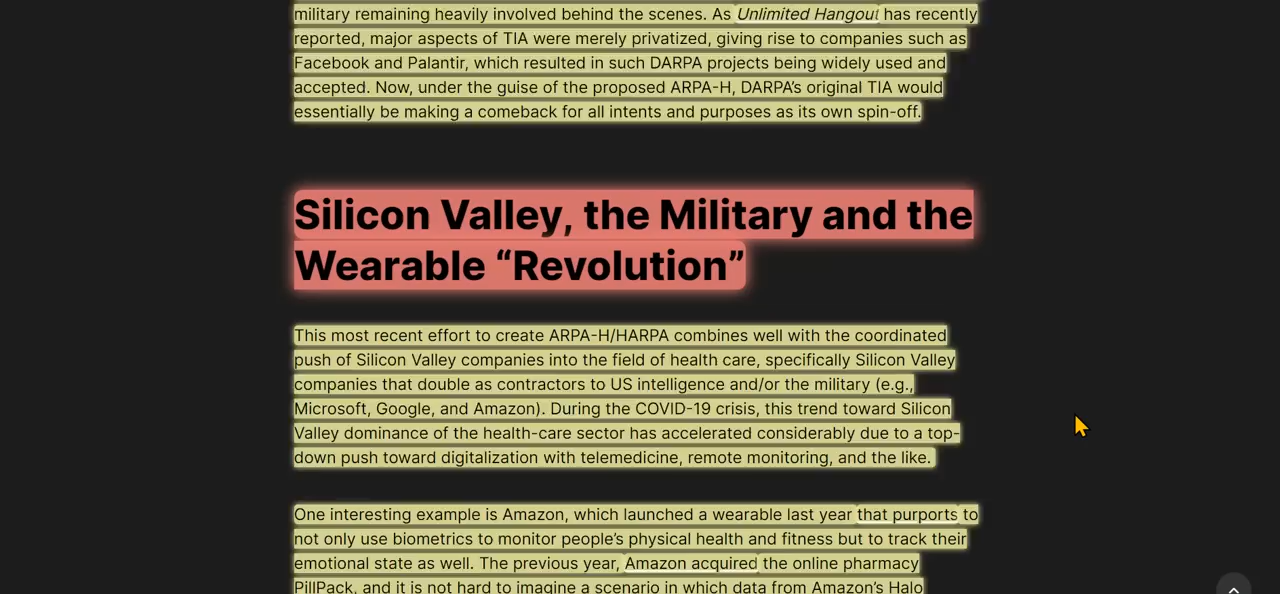 military remaining heavily involved behind the scenes. As Unlimited Hangout has recently
reported, major aspects of TIA were merely privatized, giving rise to companies such as
Facebook and Palantir, which resulted in such DARPA projects being widely used and
accepted. Now, under the guise of the proposed ARPA-H, DARPA’s original TIA would
essentially be making a comeback for all intents and purposes as its own spin-off.
Silicon Valley, the Military and the
Wearable “Revolution”
This most recent effort to create ARPA-H/HARPA combines well with the coordinated
push of Silicon Valley companies into the field of health care, specifically Silicon Valley
companies that double as contractors to US intelligence and/or the military (e.g.,
Microsoft, Google, and Amazon). During the COVID-19 crisis, this trend toward Silicon
Valley dominance of the health-care sector has accelerated considerably due to a top-
down push toward digitalization with telemedicine, remote monitoring, and the like.
One interesting example is Amazon, which launched a wearable last year that purports to
not only use biometrics to monitor people’s physical health and fitness but to track their
emotional state as well. The previous year, Amazon acquired the online pharmacy
PillPack, and it is not hard to imagine a scenario in which data from Amazon’s Halo